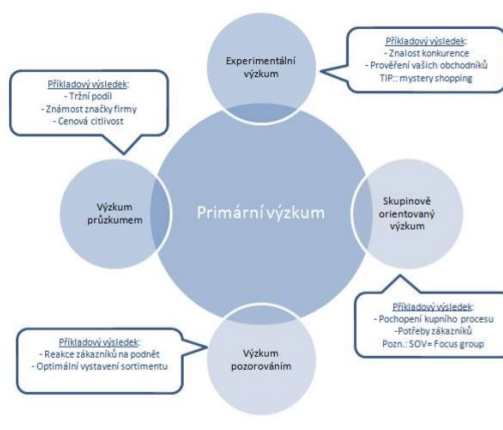 Experimentální
výzkum
Příkladový výsledek:
- Znalost konkurence
- Prověření vašich obchodníků
TIP:: mystery shopping
Příkladový výsledek:
- Tržní podíl
- Známost značky firmy
- Cenová citlivost
Výzkum
průzkumem
Primární výzkum
Skupinově
orientovaný
výzkum
Příkladový výsledek:
- Pochopení kupního procesu
-Potřeby zákazníků
Pozn.: SOV= Focus group
Příkladový výsledek:
- Reakce zákazníků na podnět
- Optimální vystavení sortimentu
Výzkum
pozorováním